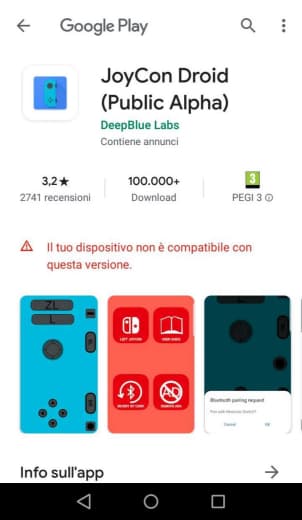 Google Play
JoyCon Droid
(Public Alpha)
DeepBlue Labs
Contiene annunci
3,2★
2741 recensioni
100.000+
Download
3
PEGI 3
Il tuo dispositivo non è compatibile con
questa versione.
ZL
L
LEFT JOYCON
AD
Bluetooth pairing request
Cancel
OK
Info sull'app